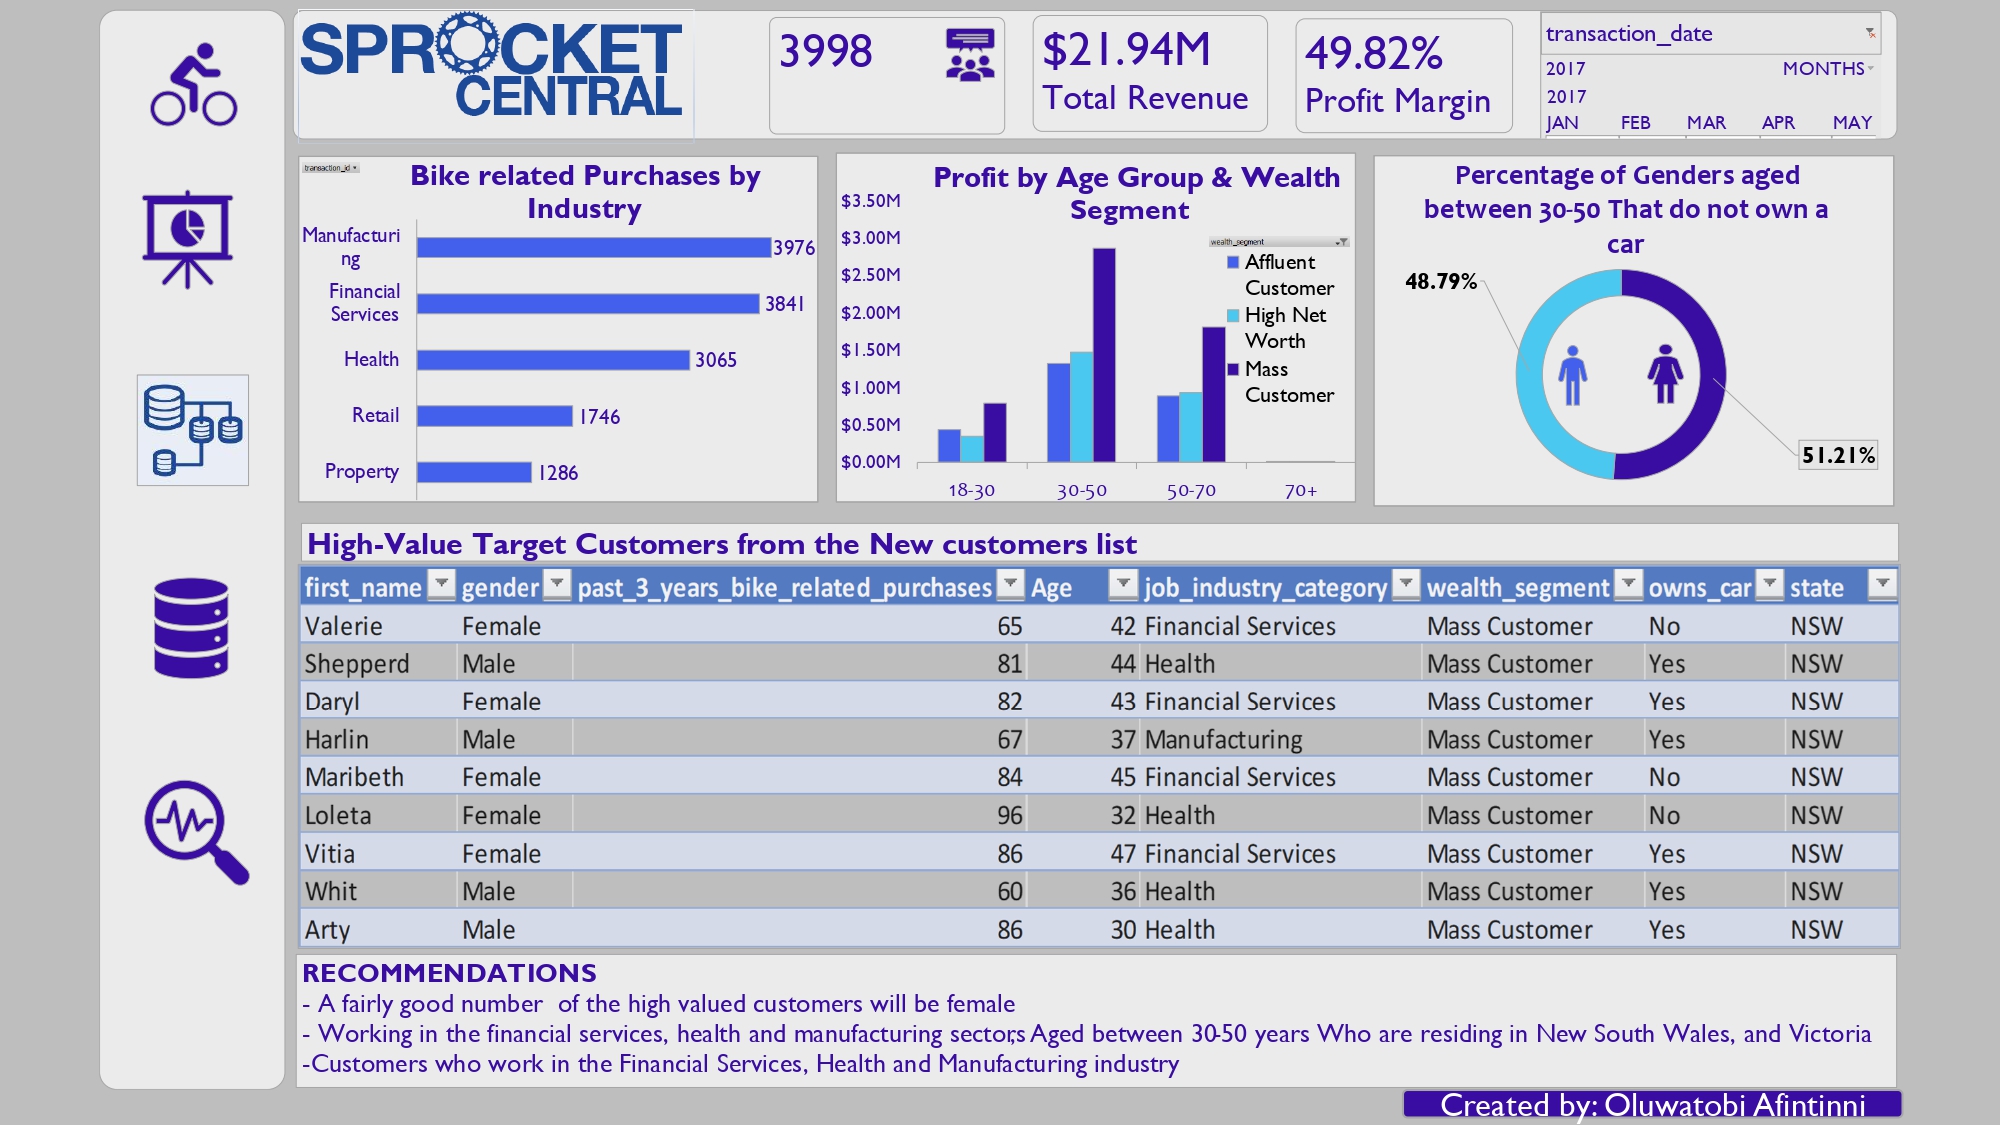 SPROCKET
CENTRAL
3998
$21.94M
Total Revenue
49.82%
Profit Margin
transaction_date
2017 MONTHS
2017
JAN FEB MAR APR MAY
transaction_id
Bike related Purchases by
Industry
Manufacturi
ng
3976
Financial
Services
3841
Health 3065
Retail 1746
Property 1286
Profit by Age Group & Wealth
Segment
$3.50M
$3.00M
$2.50M
$2.00M
$1.50M
$1.00M
$0.50M
$0.00M
18-30 30-50 50-70 70+
wealth_segment
Affluent
Customer
High Net
Worth
Mass
Customer
Percentage of Genders aged
between 30-50 That do not own a
car
48.79%
51.21%
High-Value Target Customers from the New customers list
first_name gender past_3_years_bike_related_purchases Age job_industry_category wealth_segment owns_car state
Valerie Female 65 42 Financial Services Mass Customer No NSW
Shepperd Male 81 44 Health Mass Customer Yes NSW
Daryl Female 82 43 Financial Services Mass Customer Yes NSW
Harlin Male 67 37 Manufacturing Mass Customer Yes NSW
Maribeth Female 84 45 Financial Services Mass Customer No NSW
Loleta Female 96 32 Health Mass Customer No NSW
Vitia Female 86 47 Financial Services Mass Customer Yes NSW
Whit Male 60 36 Health Mass Customer Yes NSW
Arty Male 86 30 Health Mass Customer Yes NSW
RECOMMENDATIONS
- A fairly good number of the high valued customers will be female
- Working in the financial services, health and manufacturing sectors, Aged between 30-50 years Who are residing in New South Wales, and Victoria
-Customers who work in the Financial Services, Health and Manufacturing industry
Created by: Oluwatobi Afintinni